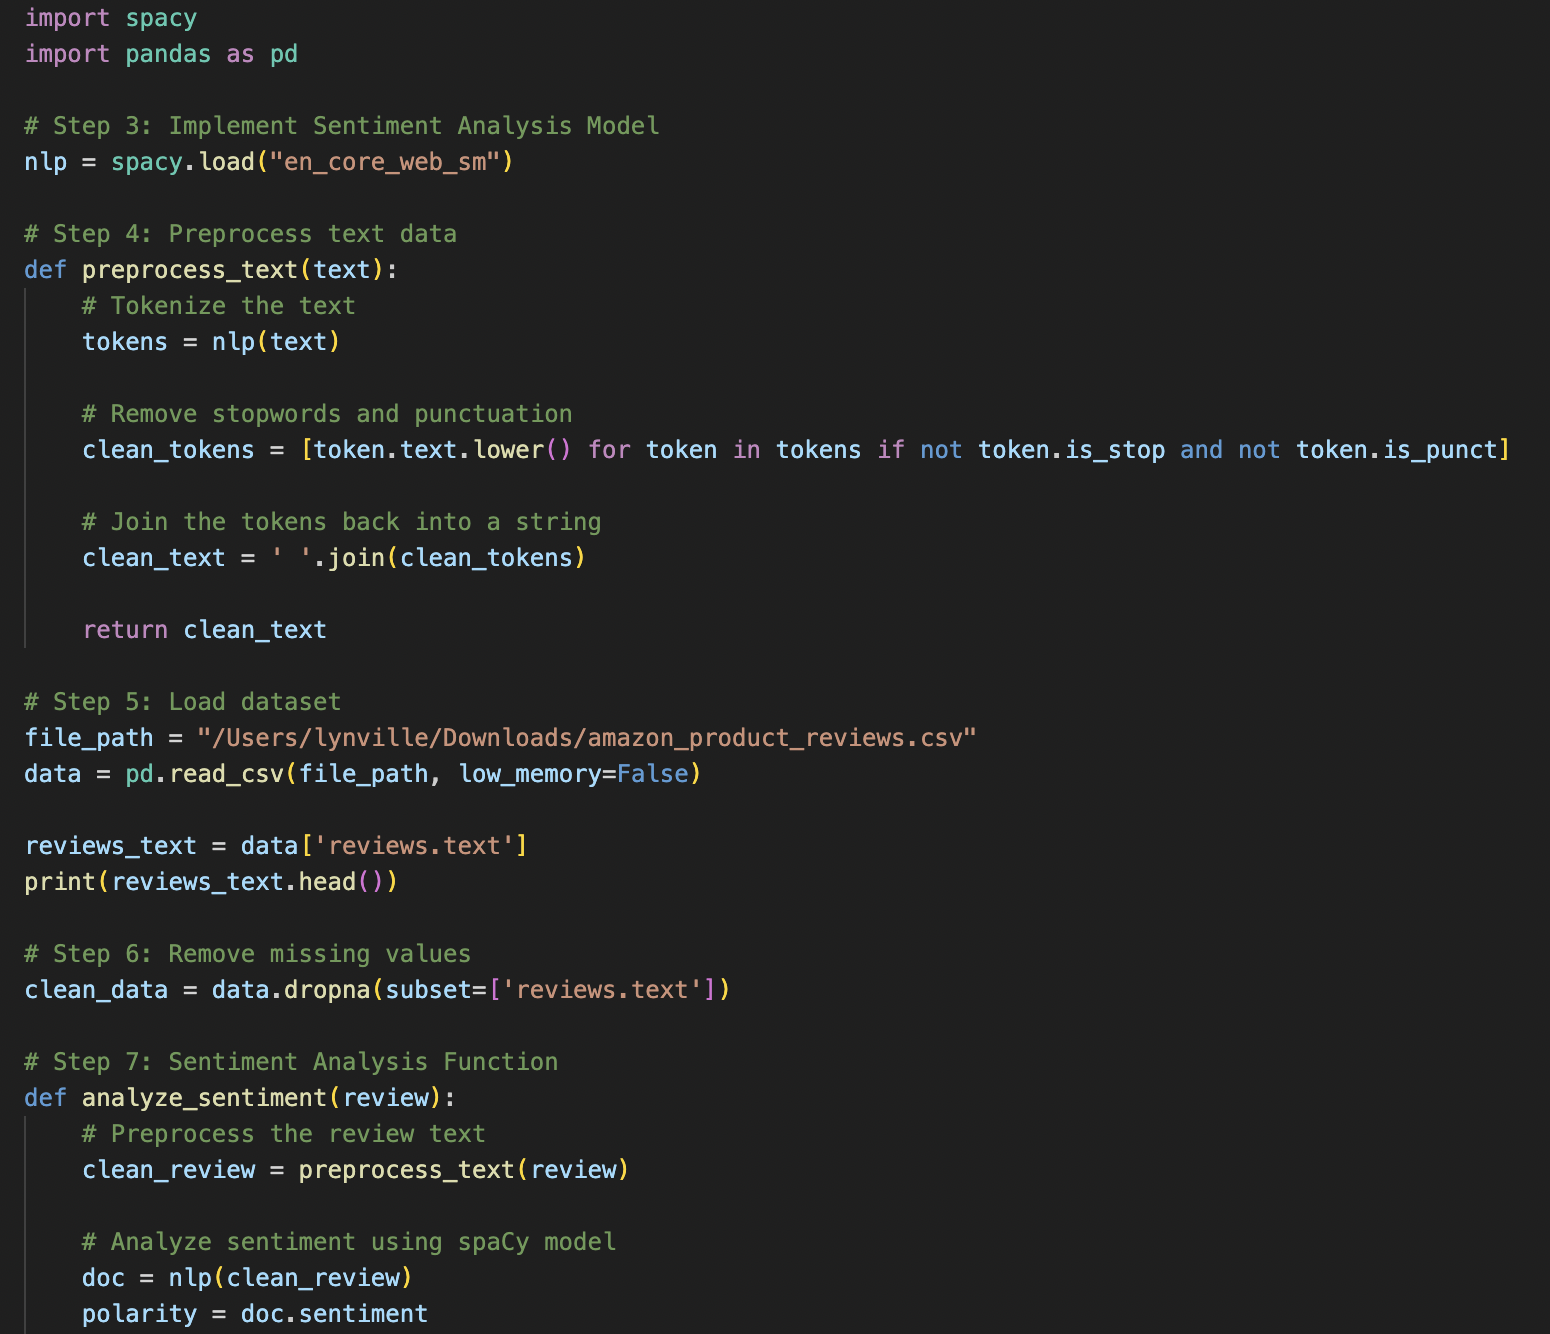 import spacy
import pandas as pd
# Step 3: Implement Sentiment Analysis Model
nlp = spacy.load("en_core_web_sm")
# Step 4: Preprocess text data
def preprocess_text(text):
    # Tokenize the text
    tokens = nlp(text)
    # Remove stopwords and punctuation
    clean_tokens = [token.text.lower() for token in tokens if not token.is_stop and not token.is_punct]
    # Join the tokens back into a string
    clean_text = ' '.join(clean_tokens)
    return clean_text
# Step 5: Load dataset
file_path = "/Users/lynville/Downloads/amazon_product_reviews.csv"
data = pd.read_csv(file_path, low_memory=False)
reviews_text = data['reviews.text']
print(reviews_text.head())
# Step 6: Remove missing values
clean_data = data.dropna(subset=['reviews.text'])
# Step 7: Sentiment Analysis Function
def analyze_sentiment(review):
    # Preprocess the review text
    clean_review = preprocess_text(review)
    # Analyze sentiment using spaCy model
    doc = nlp(clean_review)
    polarity = doc.sentiment